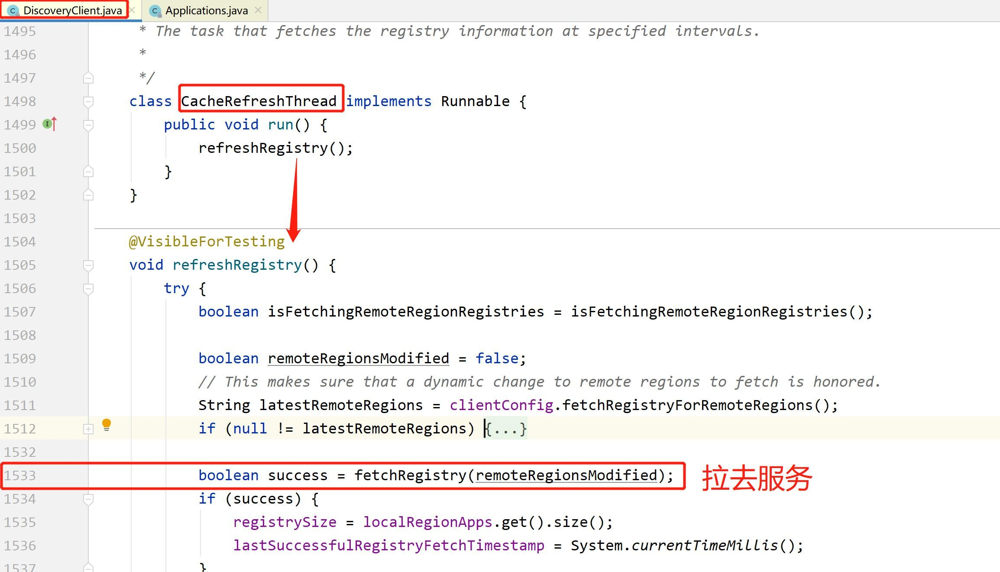 DiscoveryClient.java Applications.java
1495 * The task that fetches the registry information at specified intervals.
1496 *
1497 */
1498 class CacheRefreshThread implements Runnable {
1499 public void run() {
1500 refreshRegistry();
1501 }
1502 }
1503
1504 @VisibleForTesting
1505 void refreshRegistry() {
1506 try {
1507 boolean isFetchingRemoteRegionRegistries = isFetchingRemoteRegionRegistries();
1508
1509 boolean remoteRegionsModified = false;
1510 // This makes sure that a dynamic change to remote regions to fetch is honored.
1511 String latestRemoteRegions = clientConfig.fetchRegistryForRemoteRegions();
1512 if (null != latestRemoteRegions) {...}
1532
1533 boolean success = fetchRegistry(remoteRegionsModified); 拉去服务
1534 if (success) {
1535 registrySize = localRegionApps.get().size();
1536 lastSuccessfulRegistryFetchTimestamp = System.currentTimeMillis();
1537 }